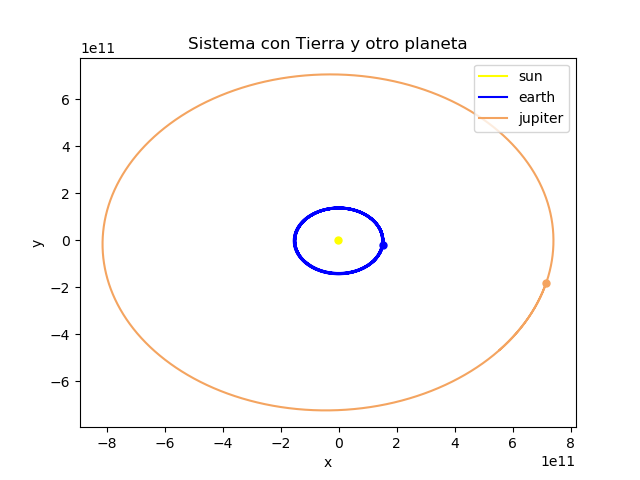 Sistema con Tierra y otro planeta
1e11
sun
earth
jupiter
6
4
2
0
−2
−4
−6
y
−8 −6 −4 −2 0 2 4 6 8
x
1e11